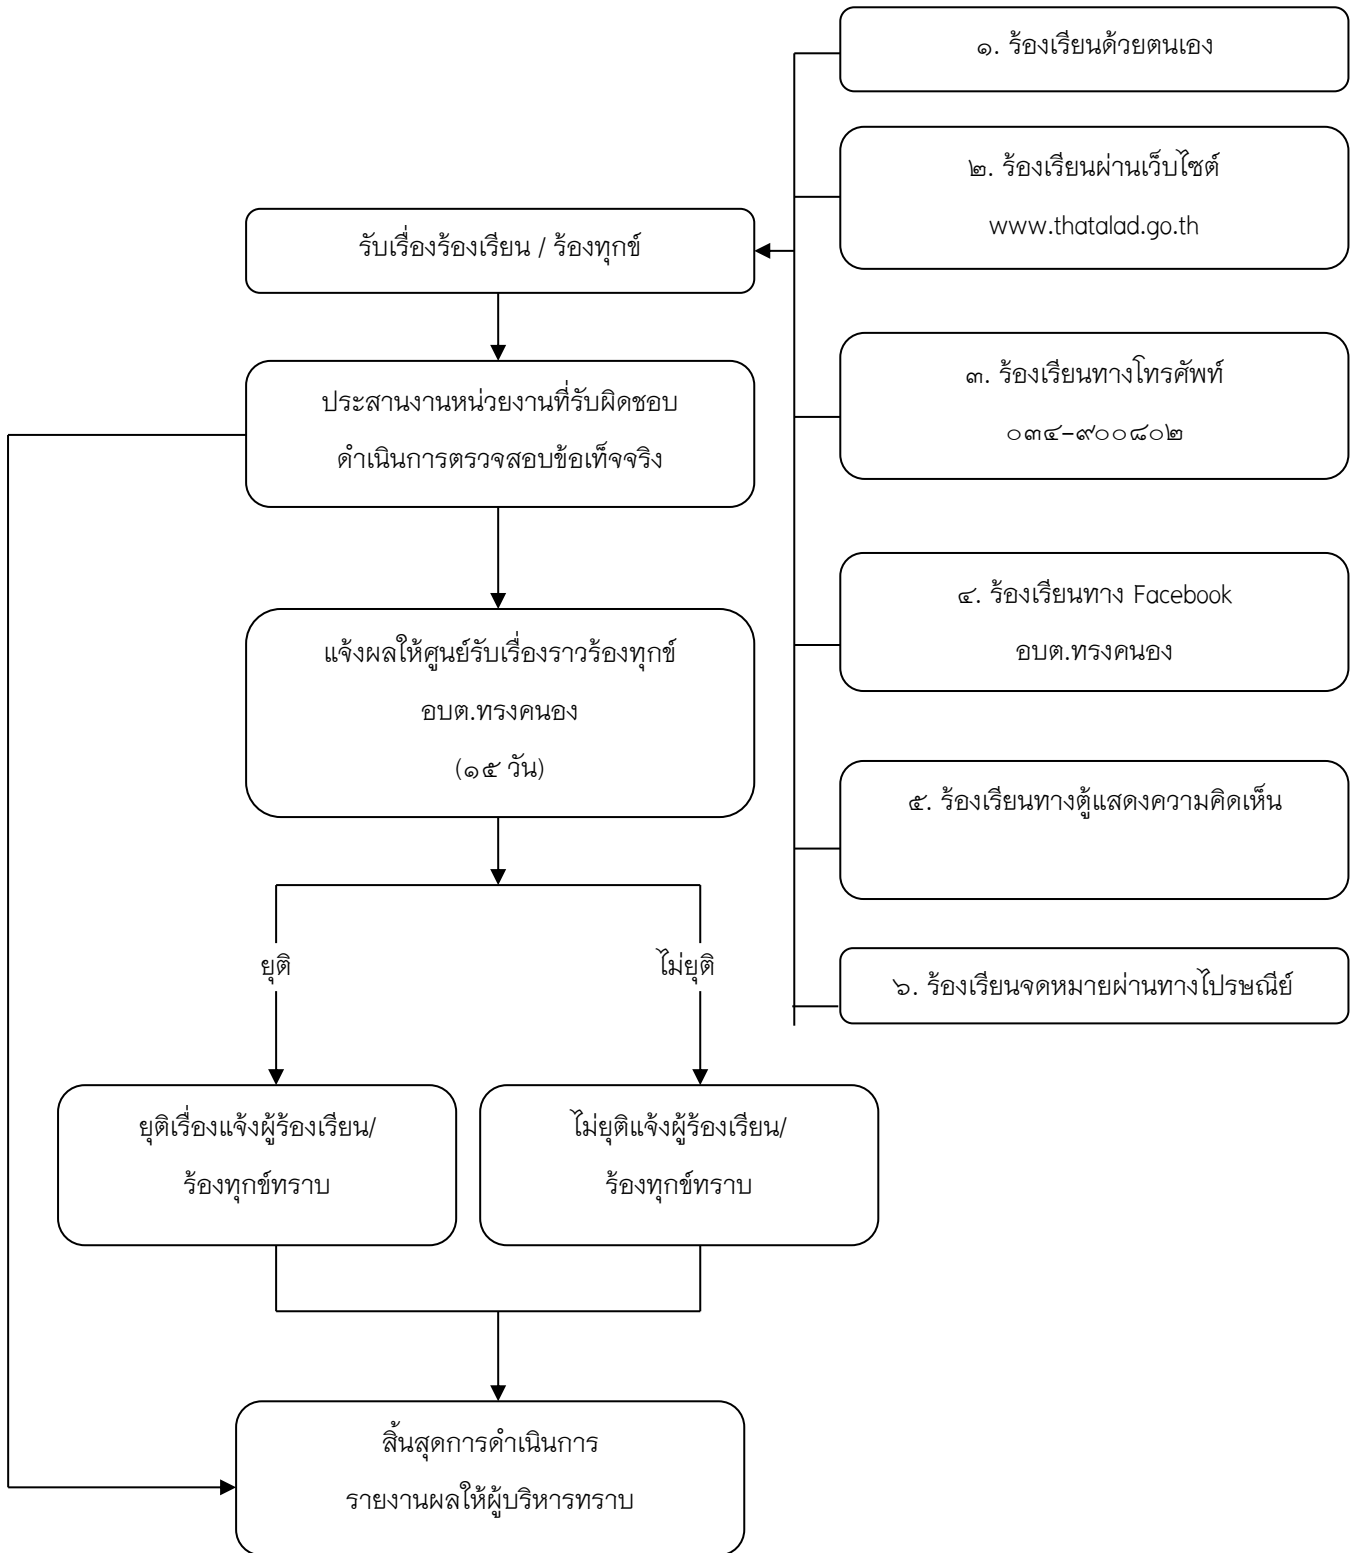 ๑. ร้องเรียนด้วยตนเอง
๒. ร้องเรียนผ่านเว็บไซต์
www.thatalad.go.th
รับเรื่องร้องเรียน / ร้องทุกข์
๓. ร้องเรียนทางโทรศัพท์
๐๓๔-๙๐๐๘๐๒
ประสานงานหน่วยงานที่รับผิดชอบ
ดำเนินการตรวจสอบข้อเท็จจริง
๔. ร้องเรียนทาง Facebook
อบต.ทรงคนอง
แจ้งผลให้ศูนย์รับเรื่องราวร้องทุกข์
อบต.ทรงคนอง
(๑๕ วัน)
๕. ร้องเรียนทางตู้แสดงความคิดเห็น
๖. ร้องเรียนจดหมายผ่านทางไปรษณีย์
ยุติ
ไม่ยุติ
ยุติเรื่องแจ้งผู้ร้องเรียน/
ร้องทุกข์ทราบ
ไม่ยุติแจ้งผู้ร้องเรียน/
ร้องทุกข์ทราบ
สิ้นสุดการดำเนินการ
รายงานผลให้ผู้บริหารทราบ